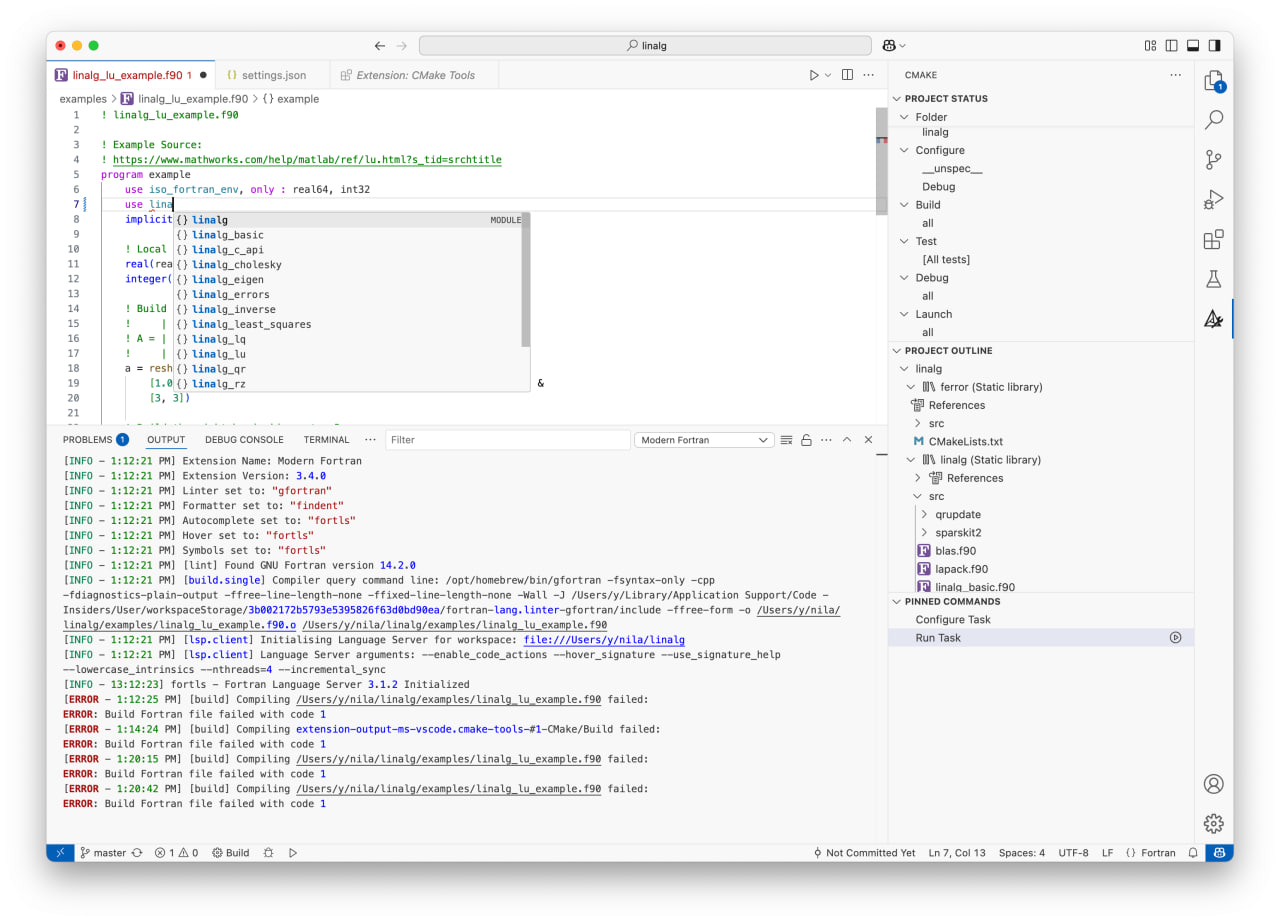 linalg
linalg_lu_example.f90 1
settings.json
Extension: CMake Tools
examples > linalg_lu_example.f90 > {} example
1 ! linalg_lu_example.f90
2
3 ! Example Source:
4 ! https://www.mathworks.com/help/matlab/ref/lu.html?s_tid=srchtitle
5 program example
6 use iso_fortran_env, only : real64, int32
7 use lina
8 implicit
9
10 ! Local
11 real(rea
12 integer(
13
14 ! Build
15 ! |
16 ! A = |
17 ! |
18 a = resh
19 [1.0 &
20 [3, 3])
21
{} linalg MODULE
{} linalg_basic
{} linalg_c_api
{} linalg_cholesky
{} linalg_eigen
{} linalg_errors
{} linalg_inverse
{} linalg_least_squares
{} linalg_lq
{} linalg_lu
{} linalg_qr
{} linalg_rz
PROBLEMS 1 OUTPUT DEBUG CONSOLE TERMINAL ··· Filter Modern Fortran
[INFO - 1:12:21 PM] Extension Name: Modern Fortran
[INFO - 1:12:21 PM] Extension Version: 3.4.0
[INFO - 1:12:21 PM] Linter set to: "gfortran"
[INFO - 1:12:21 PM] Formatter set to: "findent"
[INFO - 1:12:21 PM] Autocomplete set to: "fortls"
[INFO - 1:12:21 PM] Hover set to: "fortls"
[INFO - 1:12:21 PM] Symbols set to: "fortls"
[INFO - 1:12:21 PM] [lint] Found GNU Fortran version 14.2.0
[INFO - 1:12:21 PM] [build.single] Compiler query command line: /opt/homebrew/bin/gfortran -fsyntax-only -cpp
-fdiagnostics-plain-output -ffree-line-length-none -ffixed-line-length-none -Wall -J /Users/y/Library/Application Support/Code -
Insiders/User/workspaceStorage/3b002172b5793e5395826f63d0bd90ea/fortran-lang.linter-gfortran/include -ffree-form -o /Users/y/nila/
linalg/examples/linalg_lu_example.f90.o /Users/y/nila/linalg/examples/linalg_lu_example.f90
[INFO - 1:12:21 PM] [lsp.client] Initialising Language Server for workspace: file:///Users/y/nila/linalg
[INFO - 1:12:21 PM] [lsp.client] Language Server arguments: --enable_code_actions --hover_signature --use_signature_help
--lowercase_intrinsics --nthreads=4 --incremental_sync
[INFO - 13:12:23] fortls - Fortran Language Server 3.1.2 Initialized
[ERROR - 1:12:25 PM] [build] Compiling /Users/y/nila/linalg/examples/linalg_lu_example.f90 failed:
ERROR: Build Fortran file failed with code 1
[ERROR - 1:14:24 PM] [build] Compiling extension-output-ms-vscode.cmake-tools-#1-CMake/Build failed:
ERROR: Build Fortran file failed with code 1
[ERROR - 1:20:15 PM] [build] Compiling /Users/y/nila/linalg/examples/linalg_lu_example.f90 failed:
ERROR: Build Fortran file failed with code 1
[ERROR - 1:20:42 PM] [build] Compiling /Users/y/nila/linalg/examples/linalg_lu_example.f90 failed:
ERROR: Build Fortran file failed with code 1
CMAKE
PROJECT STATUS
Folder
linalg
Configure
__unspec__
Debug
Build
all
Test
[All tests]
Debug
all
Launch
all
PROJECT OUTLINE
linalg
ferror (Static library)
References
src
CMakeLists.txt
linalg (Static library)
References
src
qrupdate
sparskit2
blas.f90
lapack.f90
linalg_basic.f90
PINNED COMMANDS
Configure Task
Run Task
1
master 1 0 Build
Not Committed Yet Ln 7, Col 13 Spaces: 4 UTF-8 LF {} Fortran